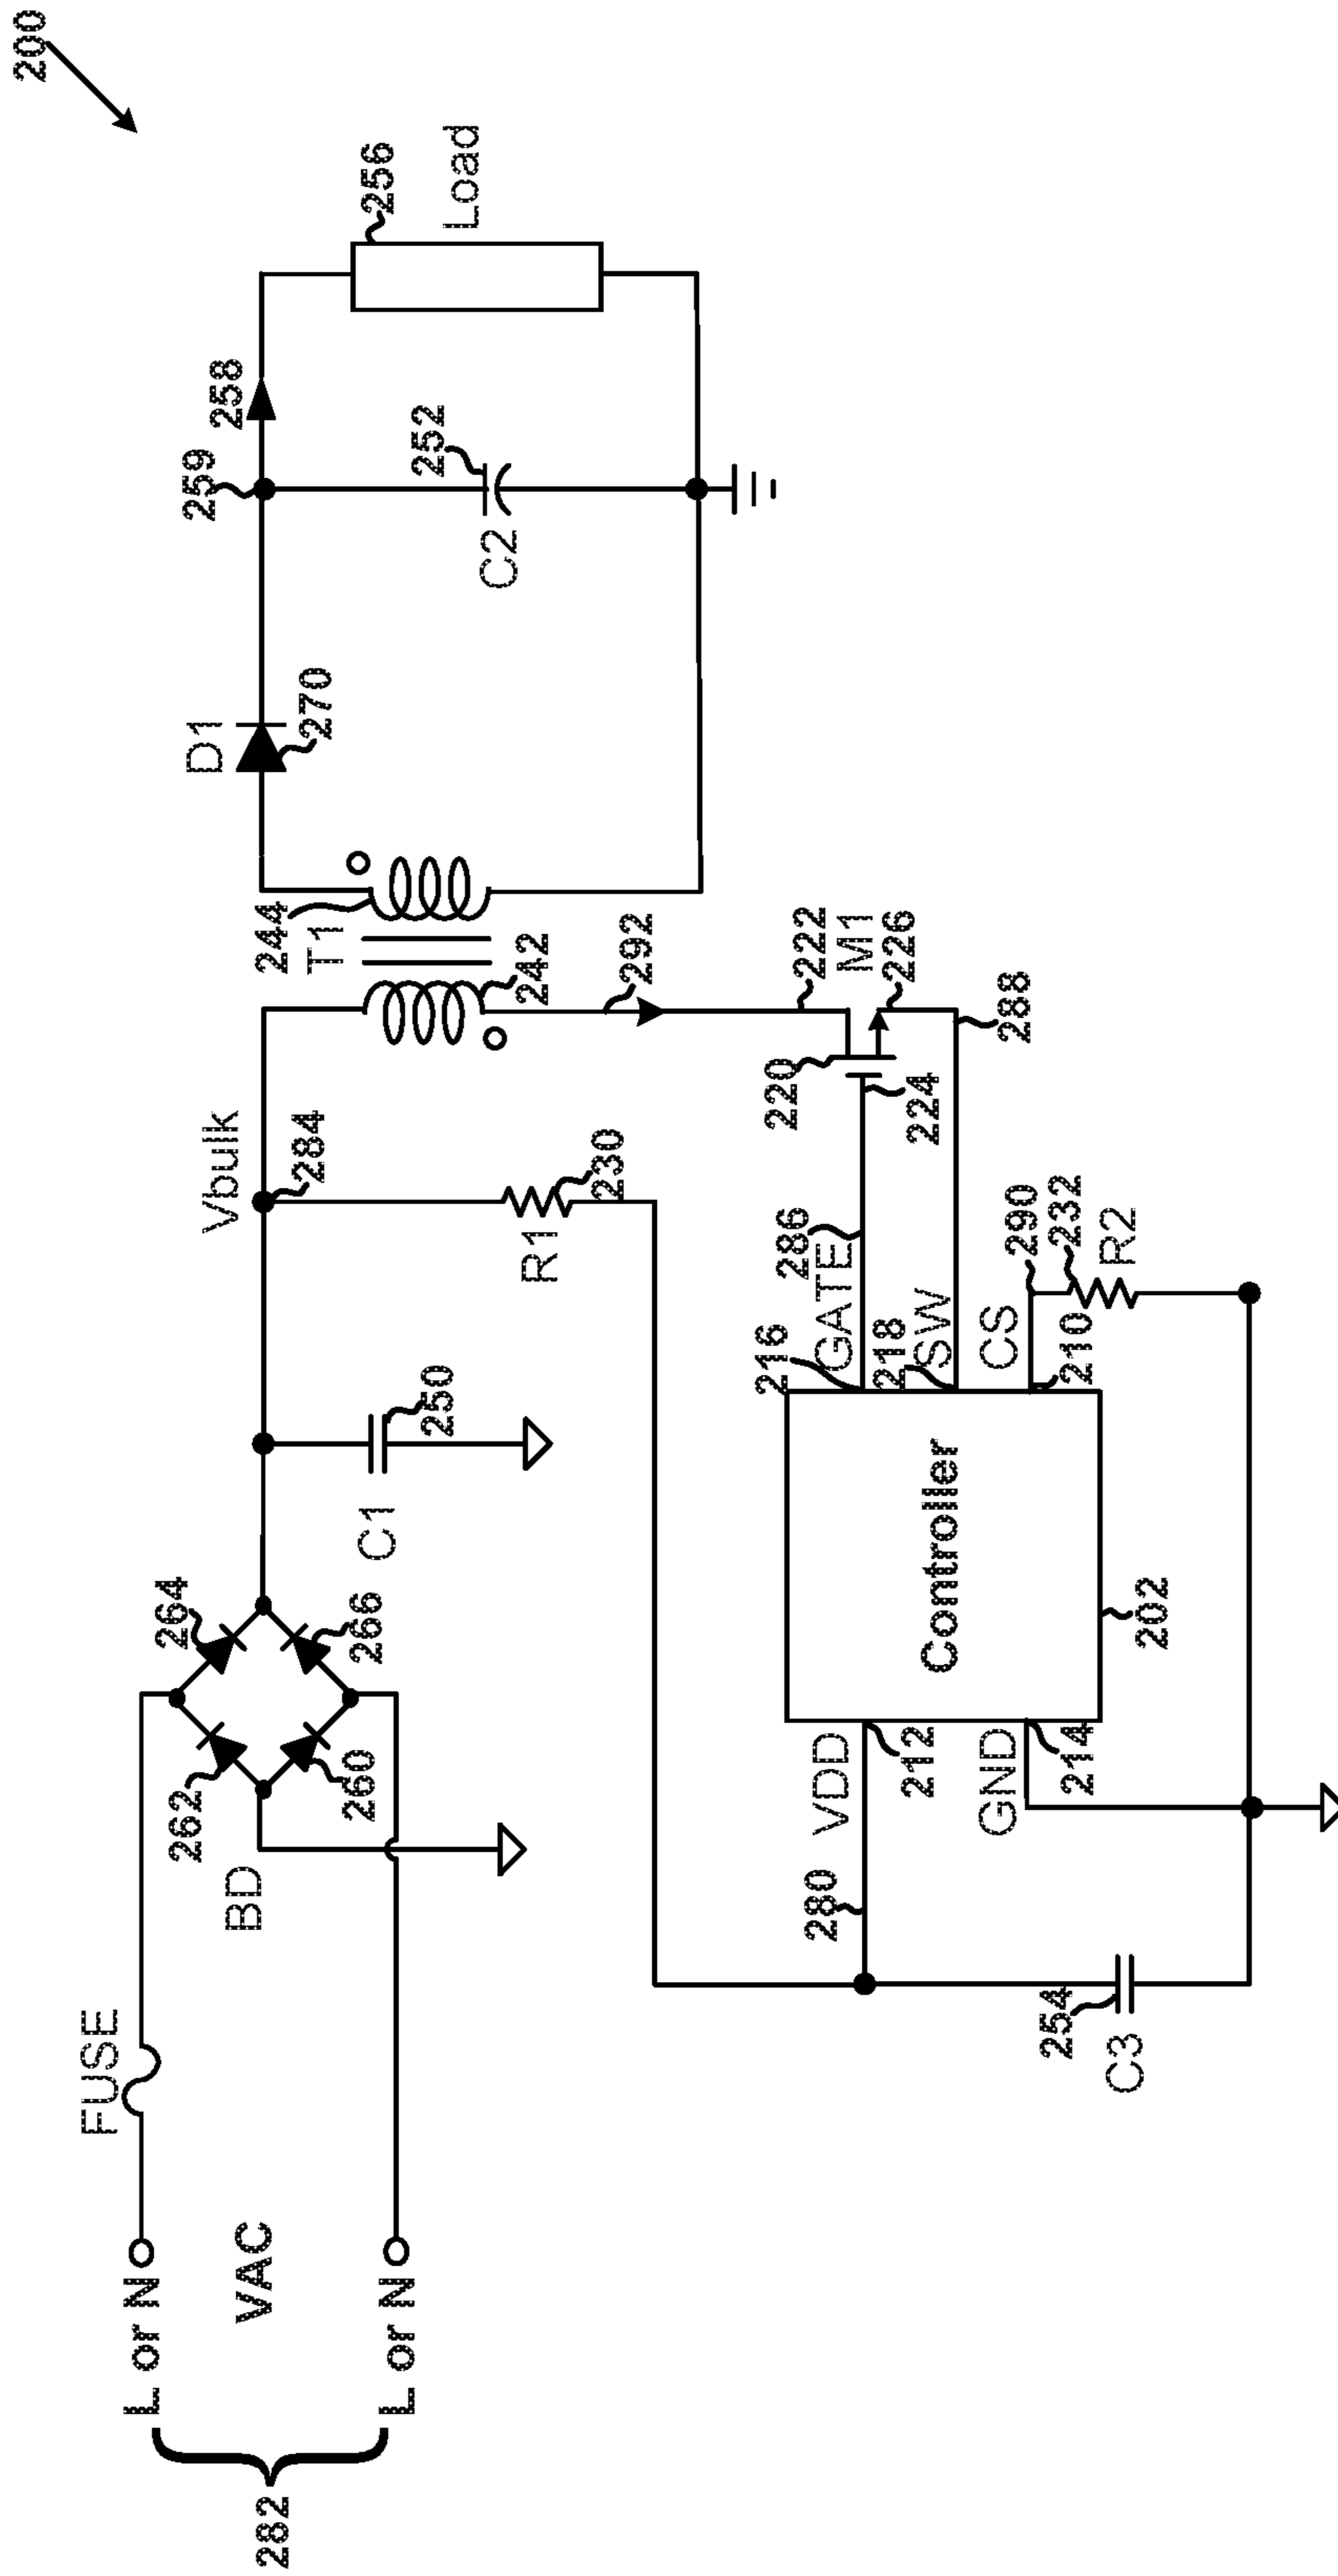 200
282
L or N
VAC
L or N
FUSE
BD
262
264
260
266
C1
250
Vbulk
284
R1
230
T1
244
242
292
D1
270
259
258
C2
252
256
Load
222
M1
226
220
224
288
286
GATE
216
SW
218
CS
210
290
232
R2
Controller
202
VDD
212
GND
214
280
254
C3